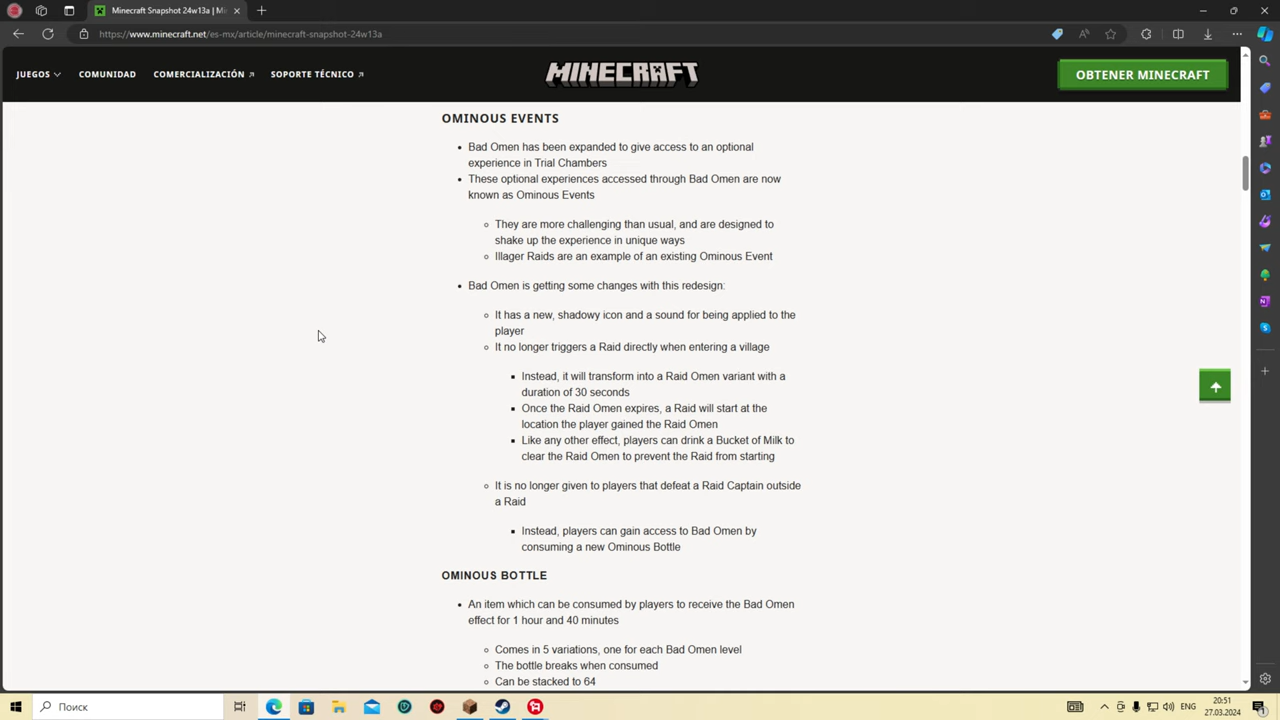 Minecraft Snapshot 24w13a | Mi
https://www.minecraft.net/es-mx/article/minecraft-snapshot-24w13a
JUEGOS
COMUNIDAD
COMERCIALIZACIÓN
SOPORTE TÉCNICO
MINECRAFT
OBTENER MINECRAFT
OMINOUS EVENTS
Bad Omen has been expanded to give access to an optional
experience in Trial Chambers
These optional experiences accessed through Bad Omen are now
known as Ominous Events
They are more challenging than usual, and are designed to
shake up the experience in unique ways
Illager Raids are an example of an existing Ominous Event
Bad Omen is getting some changes with this redesign:
It has a new, shadowy icon and a sound for being applied to the
player
It no longer triggers a Raid directly when entering a village
Instead, it will transform into a Raid Omen variant with a
duration of 30 seconds
Once the Raid Omen expires, a Raid will start at the
location the player gained the Raid Omen
Like any other effect, players can drink a Bucket of Milk to
clear the Raid Omen to prevent the Raid from starting
It is no longer given to players that defeat a Raid Captain outside
a Raid
Instead, players can gain access to Bad Omen by
consuming a new Ominous Bottle
OMINOUS BOTTLE
An item which can be consumed by players to receive the Bad Omen
effect for 1 hour and 40 minutes
Comes in 5 variations, one for each Bad Omen level
The bottle breaks when consumed
Can be stacked to 64
Поиск
ENG
20:51
27.03.2024